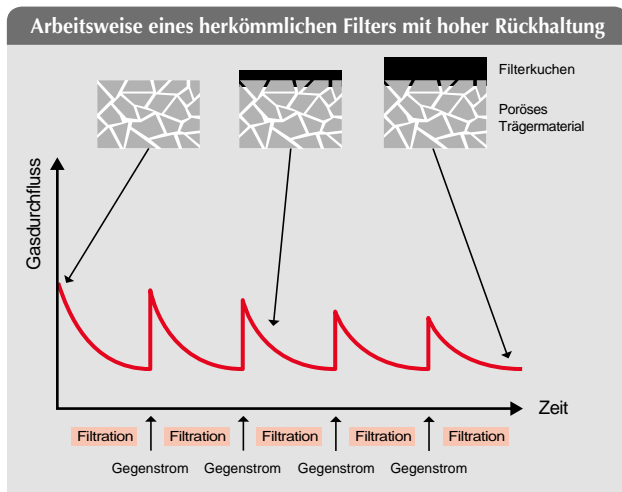 Arbeitsweise eines herkömmlichen Filters mit hoher Rückhaltung
Filterkuchen
Poröses
Trägermaterial
Gasdurchfluss
Zeit
Filtration Filtration Filtration Filtration Filtration
Gegenstrom Gegenstrom Gegenstrom Gegenstrom